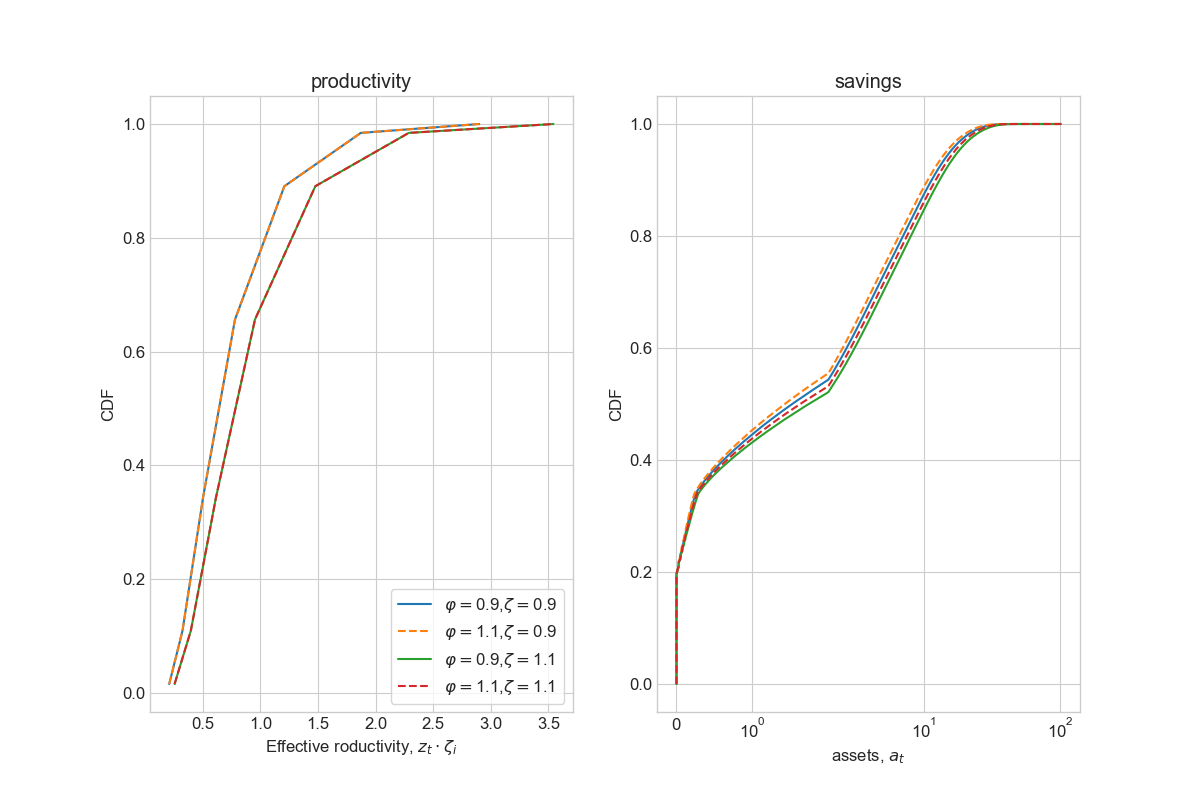 productivity
savings
CDF
1.0
0.8
0.6
0.4
0.2
0.0
0.5 1.0 1.5 2.0 2.5 3.0 3.5
Effective roductivity, z_t · ζ_i
φ = 0.9,ζ = 0.9
φ = 1.1,ζ = 0.9
φ = 0.9,ζ = 1.1
φ = 1.1,ζ = 1.1
CDF
1.0
0.8
0.6
0.4
0.2
0.0
0 10^0 10^1 10^2
assets, a_t